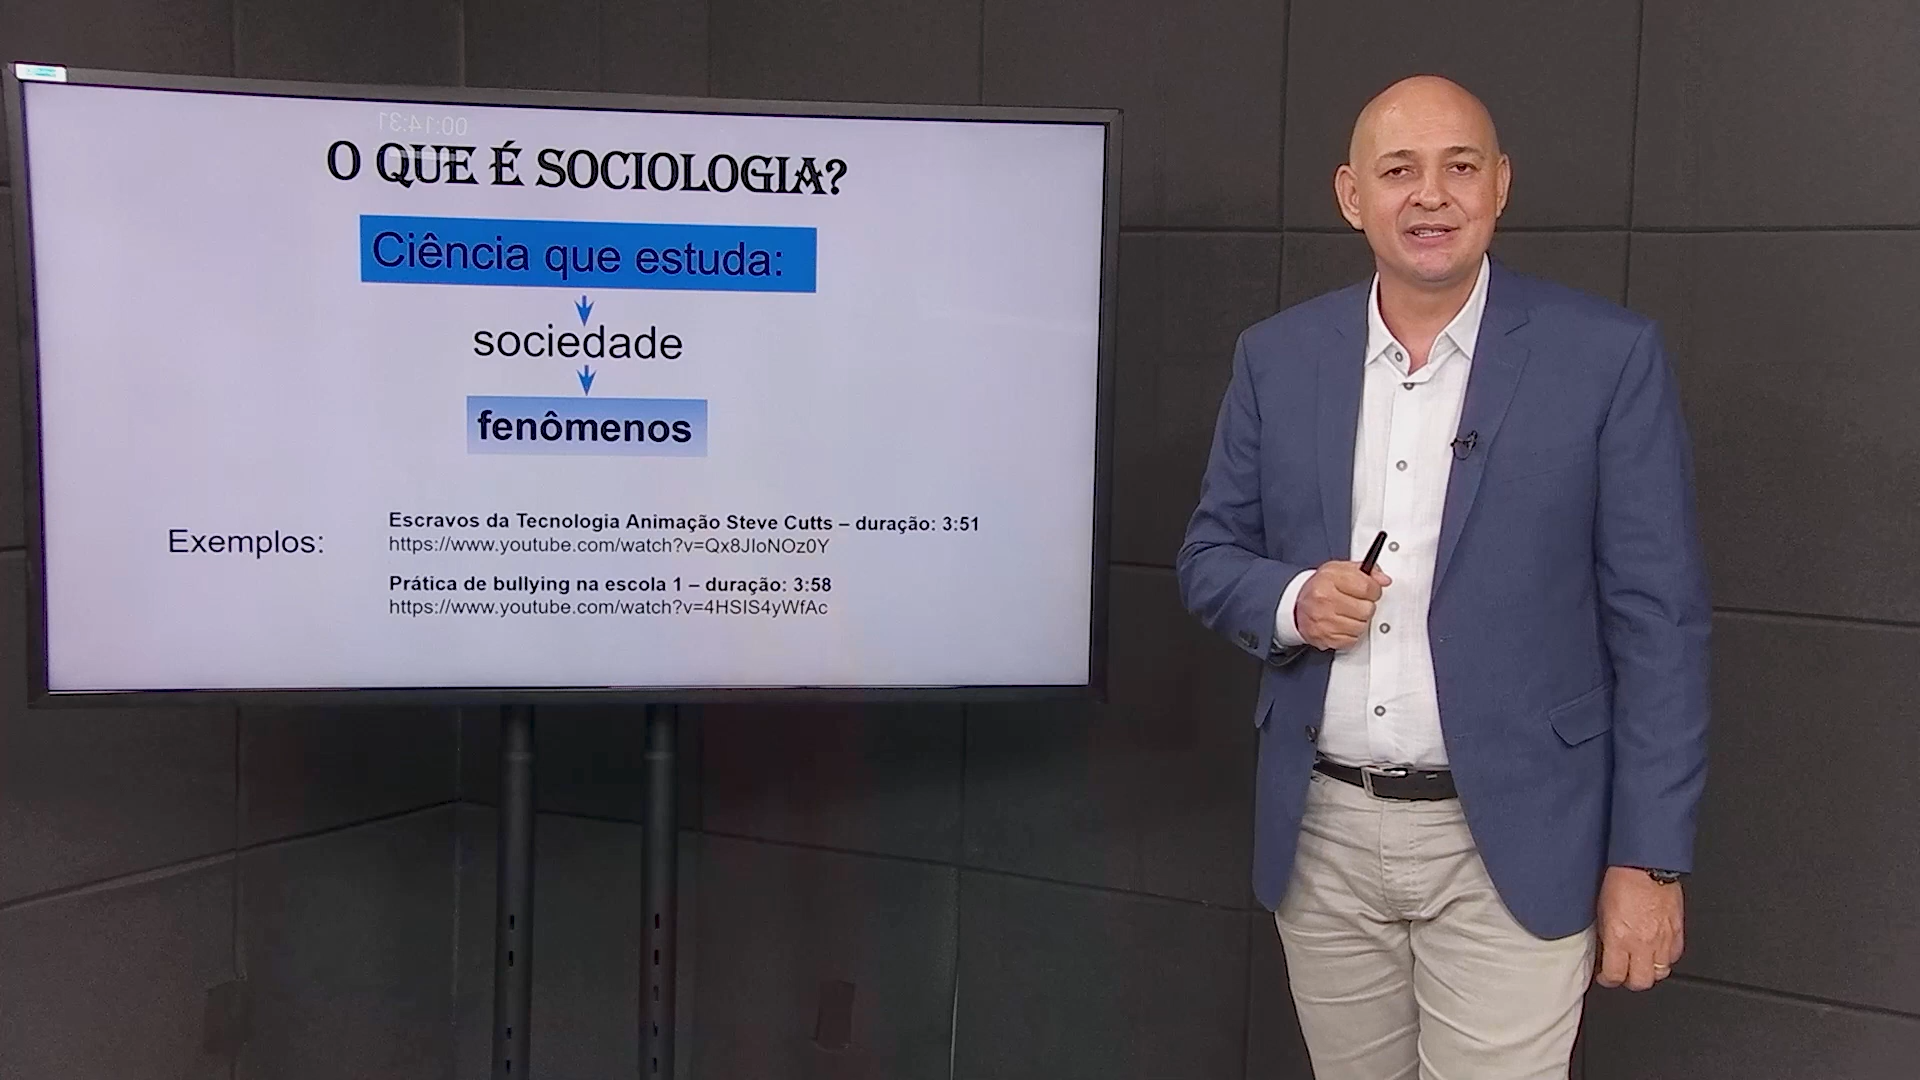 00:14:31
O QUE É SOCIOLOGIA?
Ciência que estuda:
sociedade
fenômenos
Exemplos:
Escravos da Tecnologia Animação Steve Cutts – duração: 3:51
https://www.youtube.com/watch?v=Qx8JIoNOz0Y
Prática de bullying na escola 1 – duração: 3:58
https://www.youtube.com/watch?v=4HSIS4yWfAc